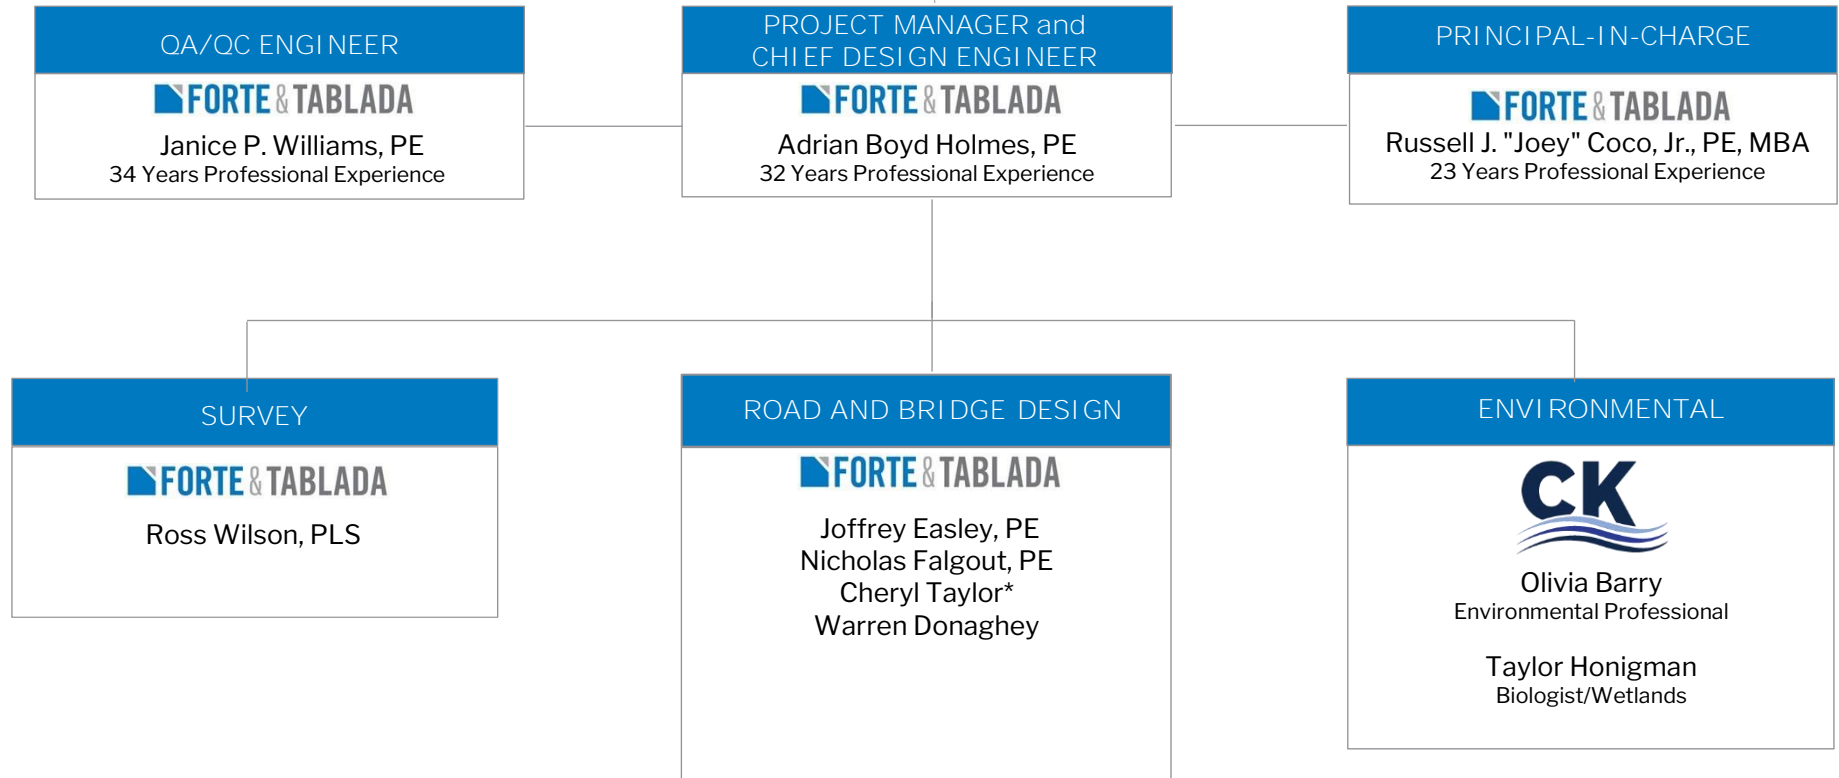 QA/QC ENGINEER
FORTE & TABLADA
Janice P. Williams, PE
34 Years Professional Experience
PROJECT MANAGER and
CHIEF DESIGN ENGINEER
FORTE & TABLADA
Adrian Boyd Holmes, PE
32 Years Professional Experience
PRINCIPAL-IN-CHARGE
FORTE & TABLADA
Russell J. "Joey" Coco, Jr., PE, MBA
23 Years Professional Experience
SURVEY
FORTE & TABLADA
Ross Wilson, PLS
ROAD AND BRIDGE DESIGN
FORTE & TABLADA
Joffrey Easley, PE
Nicholas Falgout, PE
Cheryl Taylor*
Warren Donaghey
ENVIRONMENTAL
CK
Olivia Barry
Environmental Professional
Taylor Honigman
Biologist/Wetlands